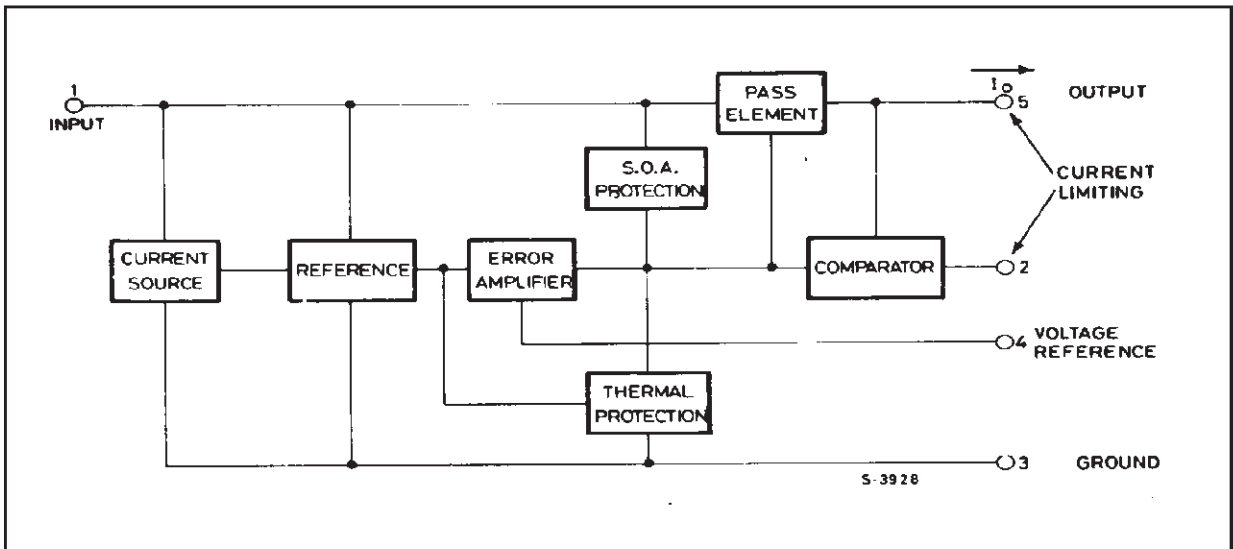 1
INPUT
PASS
ELEMENT
Io
5
OUTPUT
S.O.A.
PROTECTION
CURRENT
LIMITING
CURRENT
SOURCE
REFERENCE
ERROR
AMPLIFIER
COMPARATOR
2
4
VOLTAGE
REFERENCE
THERMAL
PROTECTION
3
GROUND
S-3928